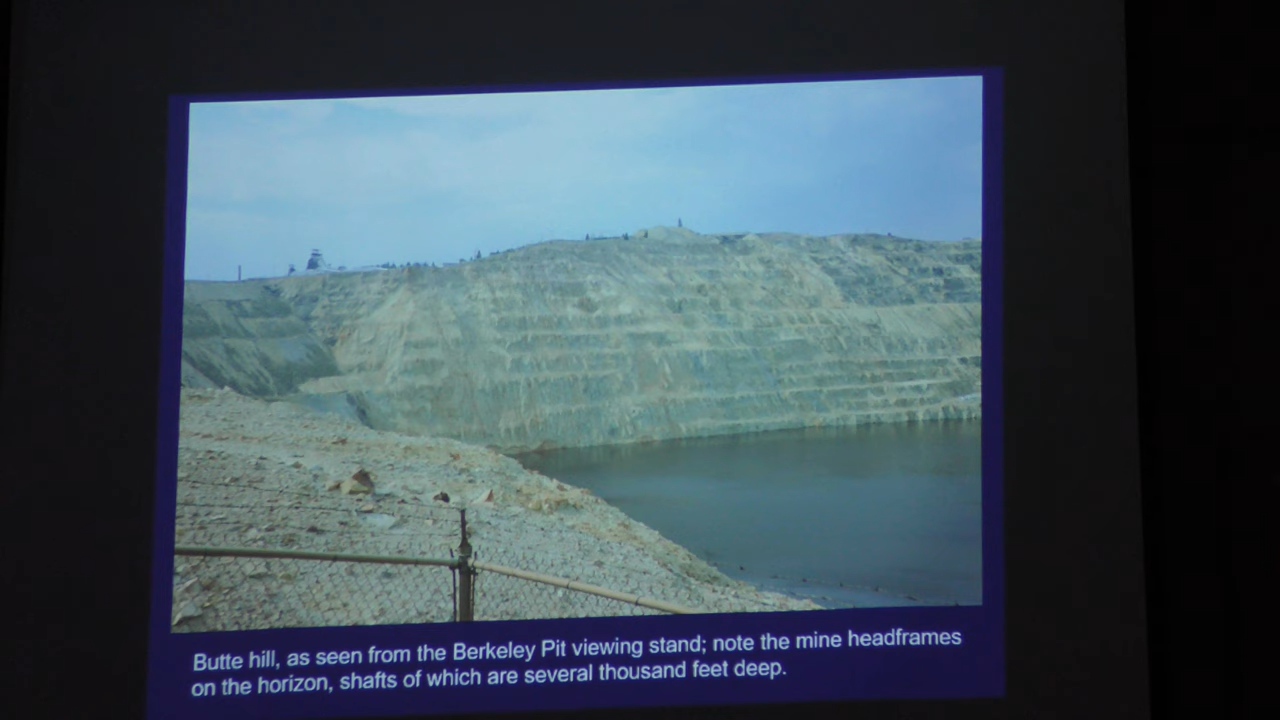 Butte hill, as seen from the Berkeley Pit viewing stand; note the mine headframes
on the horizon, shafts of which are several thousand feet deep.